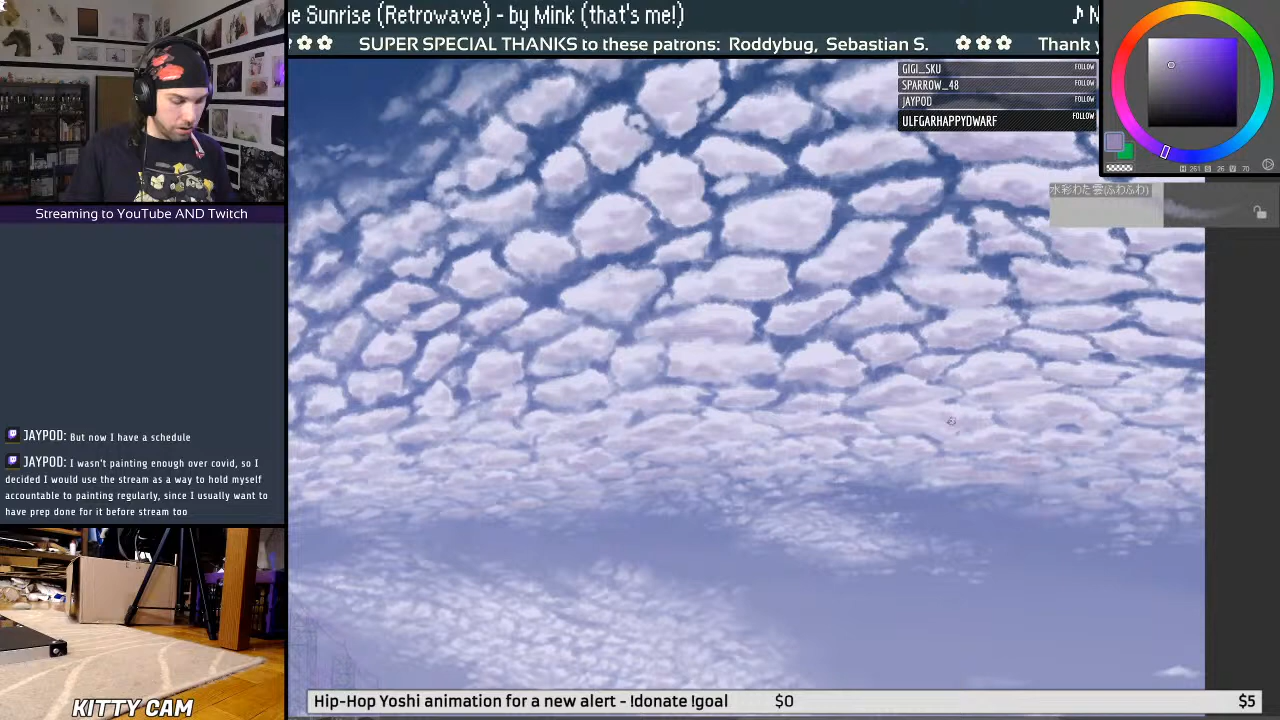 e Sunrise (Retrowave) - by Mink (that's me!)
SUPER SPECIAL THANKS to these patrons: Roddybug, Sebastian S.
Thank
GIGI_SKU FOLLOW
SPARROW_48 FOLLOW
JAYPOD FOLLOW
ULFGARHAPPYDWARF FOLLOW
水彩わた雲(ふわふわ)
Streaming to YouTube AND Twitch
JAYPOD: But now I have a schedule
JAYPOD: I wasn't painting enough over covid, so I
decided I would use the stream as a way to hold myself
accountable to painting regularly, since I usually want to
have prep done for it before stream too
KITTY CAM
Hip-Hop Yoshi animation for a new alert - !donate !goal $0 $5